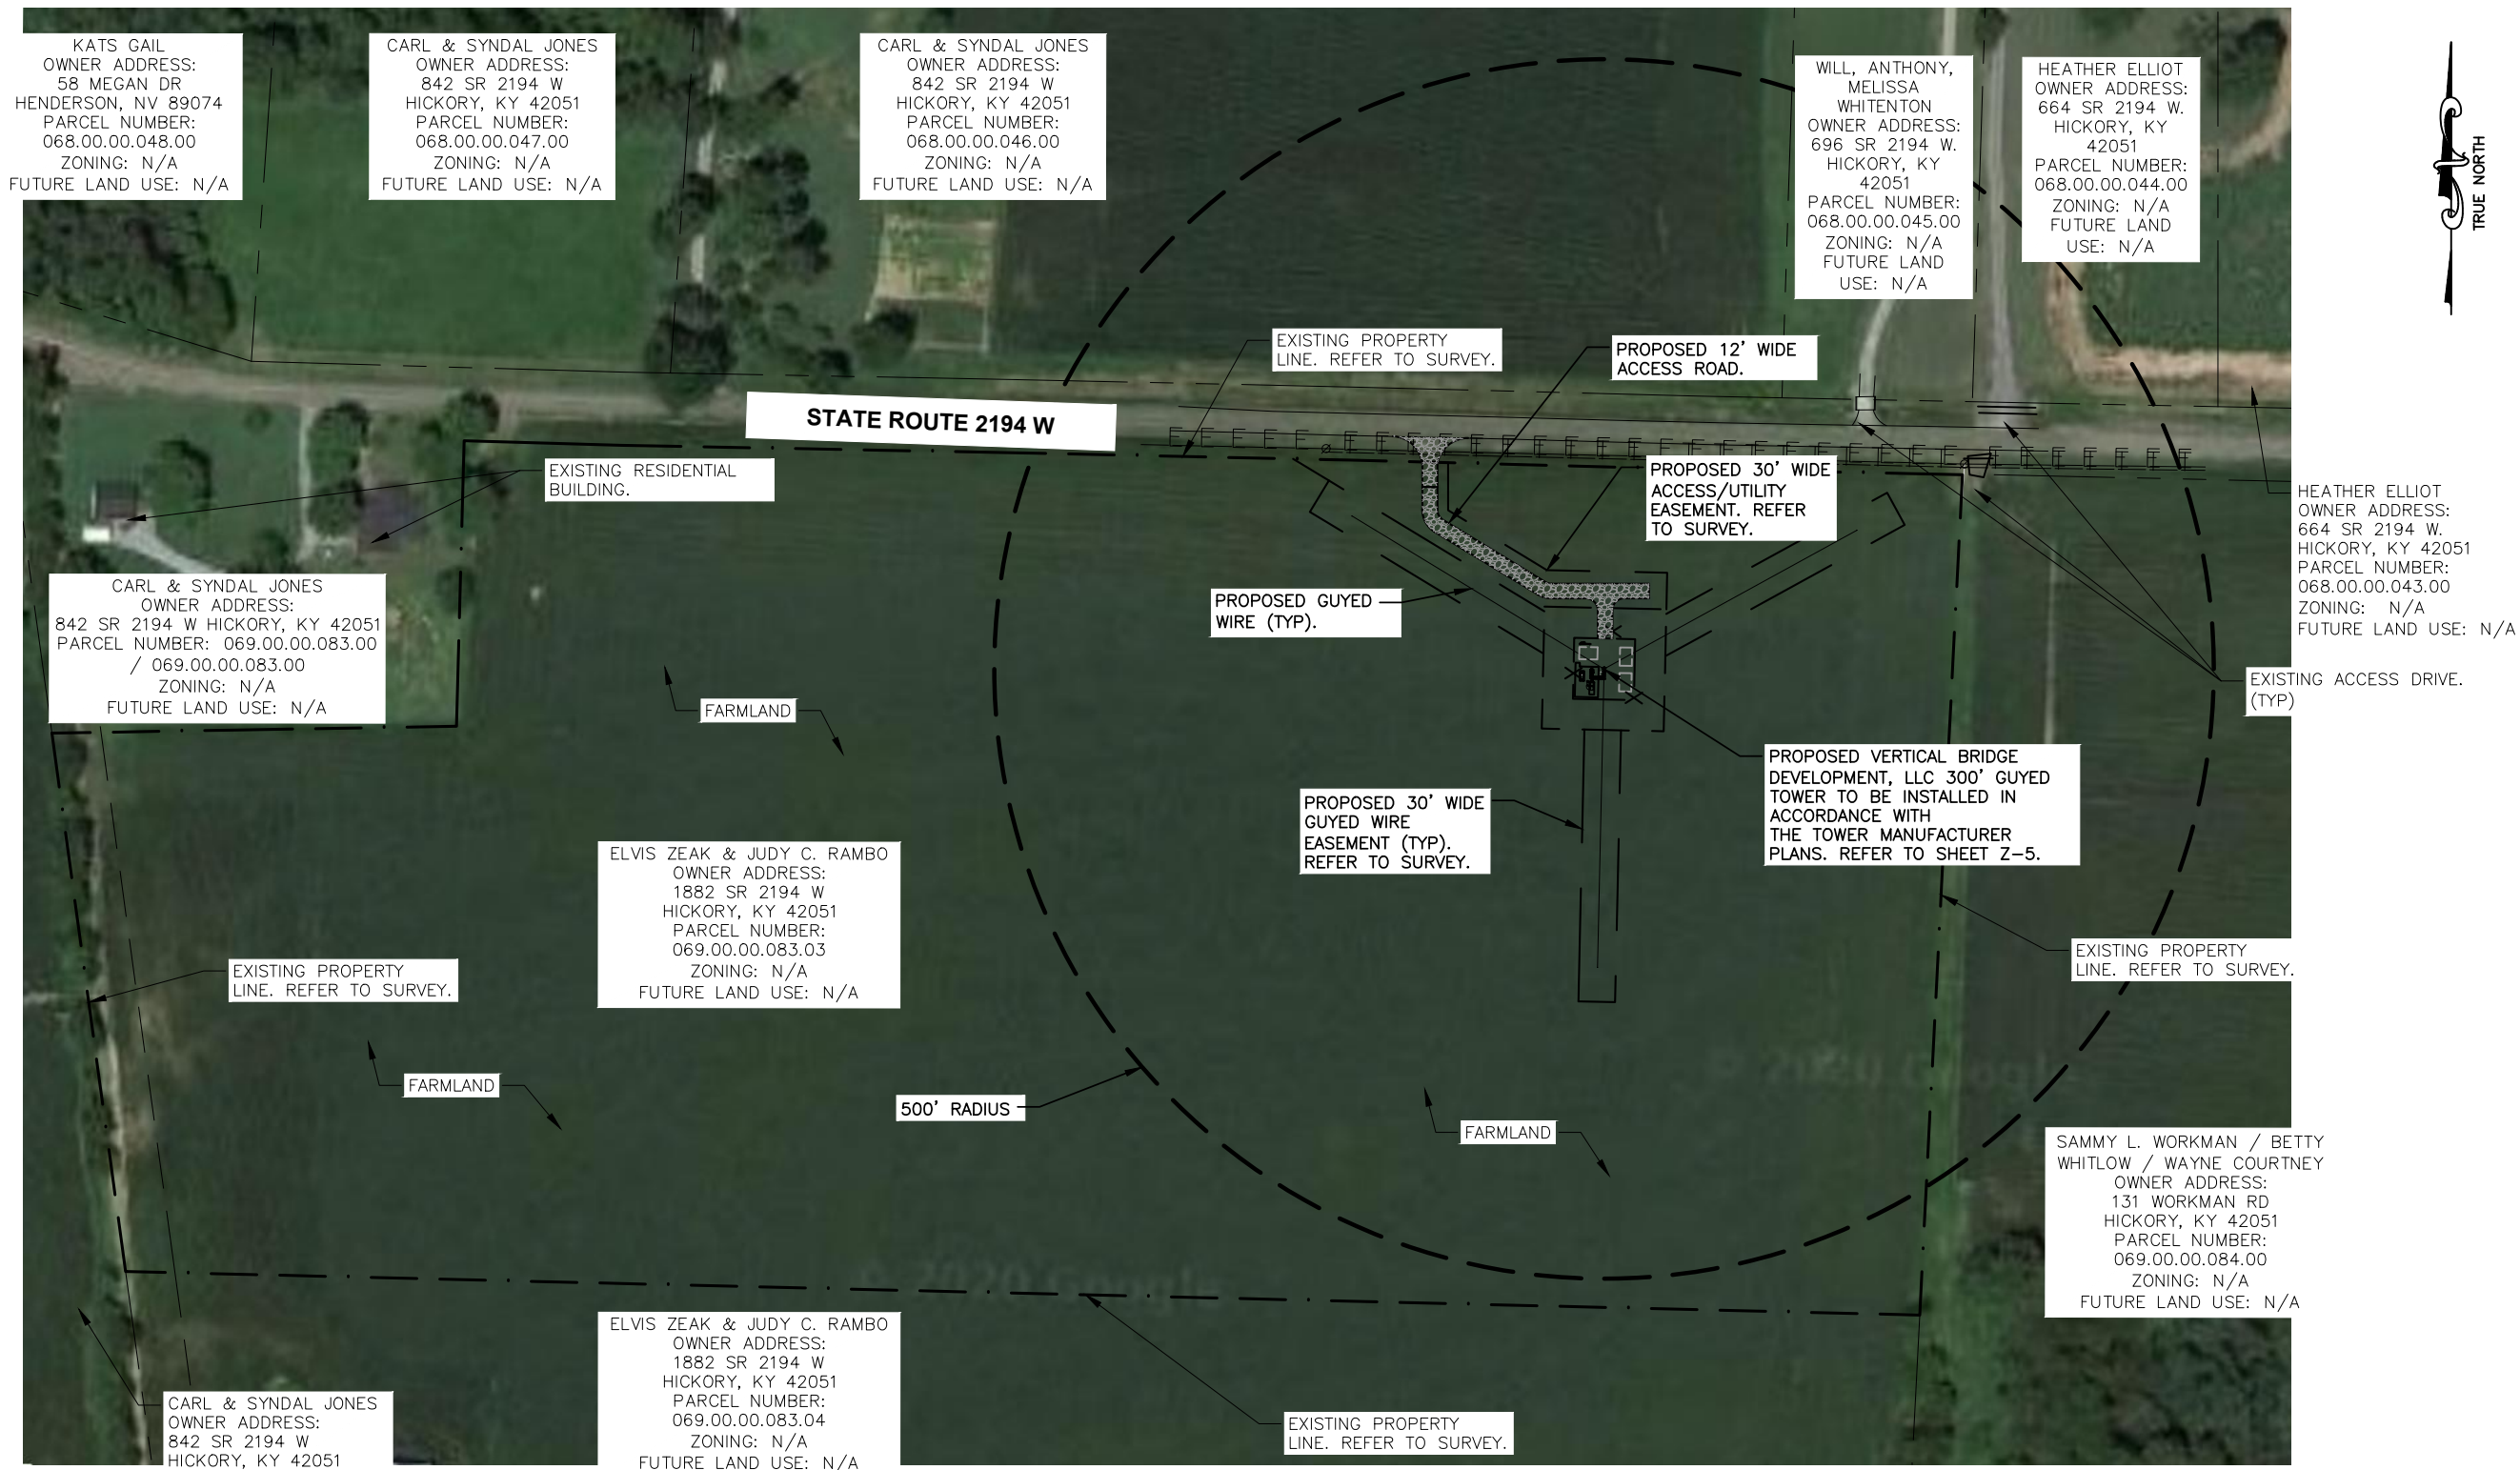 KATS GAIL
OWNER ADDRESS:
58 MEGAN DR
HENDERSON, NV 89074
PARCEL NUMBER:
068.00.00.048.00
ZONING: N/A
FUTURE LAND USE: N/A
CARL & SYNDAL JONES
OWNER ADDRESS:
842 SR 2194 W
HICKORY, KY 42051
PARCEL NUMBER:
068.00.00.047.00
ZONING: N/A
FUTURE LAND USE: N/A
CARL & SYNDAL JONES
OWNER ADDRESS:
842 SR 2194 W
HICKORY, KY 42051
PARCEL NUMBER:
068.00.00.046.00
ZONING: N/A
FUTURE LAND USE: N/A
WILL, ANTHONY,
MELISSA
WHITENTON
OWNER ADDRESS:
696 SR 2194 W.
HICKORY, KY
42051
PARCEL NUMBER:
068.00.00.045.00
ZONING: N/A
FUTURE LAND
USE: N/A
HEATHER ELLIOT
OWNER ADDRESS:
664 SR 2194 W.
HICKORY, KY
42051
PARCEL NUMBER:
068.00.00.044.00
ZONING: N/A
FUTURE LAND
USE: N/A
TRUE NORTH
EXISTING PROPERTY
LINE. REFER TO SURVEY.
PROPOSED 12' WIDE
ACCESS ROAD.
STATE ROUTE 2194 W
E E E E E E E E E E E E E E E E E E E E E E E E E E E E E E
EXISTING RESIDENTIAL
BUILDING.
PROPOSED 30' WIDE
ACCESS/UTILITY
EASEMENT. REFER
TO SURVEY.
HEATHER ELLIOT
OWNER ADDRESS:
664 SR 2194 W.
HICKORY, KY 42051
PARCEL NUMBER:
068.00.00.043.00
ZONING: N/A
FUTURE LAND USE: N/A
CARL & SYNDAL JONES
OWNER ADDRESS:
842 SR 2194 W HICKORY, KY 42051
PARCEL NUMBER: 069.00.00.083.00
/ 069.00.00.083.00
ZONING: N/A
FUTURE LAND USE: N/A
PROPOSED GUYED
WIRE (TYP).
EXISTING ACCESS DRIVE.
(TYP)
FARMLAND
PROPOSED VERTICAL BRIDGE
DEVELOPMENT, LLC 300' GUYED
TOWER TO BE INSTALLED IN
ACCORDANCE WITH
THE TOWER MANUFACTURER
PLANS. REFER TO SHEET Z-5.
PROPOSED 30' WIDE
GUYED WIRE
EASEMENT (TYP).
REFER TO SURVEY.
ELVIS ZEAK & JUDY C. RAMBO
OWNER ADDRESS:
1882 SR 2194 W
HICKORY, KY 42051
PARCEL NUMBER:
069.00.00.083.03
ZONING: N/A
FUTURE LAND USE: N/A
EXISTING PROPERTY
LINE. REFER TO SURVEY.
EXISTING PROPERTY
LINE. REFER TO SURVEY.
© 2020 Google
FARMLAND
500' RADIUS
FARMLAND
SAMMY L. WORKMAN / BETTY
WHITLOW / WAYNE COURTNEY
OWNER ADDRESS:
131 WORKMAN RD
HICKORY, KY 42051
PARCEL NUMBER:
069.00.00.084.00
ZONING: N/A
FUTURE LAND USE: N/A
© 2020 Google
ELVIS ZEAK & JUDY C. RAMBO
OWNER ADDRESS:
1882 SR 2194 W
HICKORY, KY 42051
PARCEL NUMBER:
069.00.00.083.04
ZONING: N/A
FUTURE LAND USE: N/A
CARL & SYNDAL JONES
OWNER ADDRESS:
842 SR 2194 W
HICKORY, KY 42051
EXISTING PROPERTY
LINE. REFER TO SURVEY.